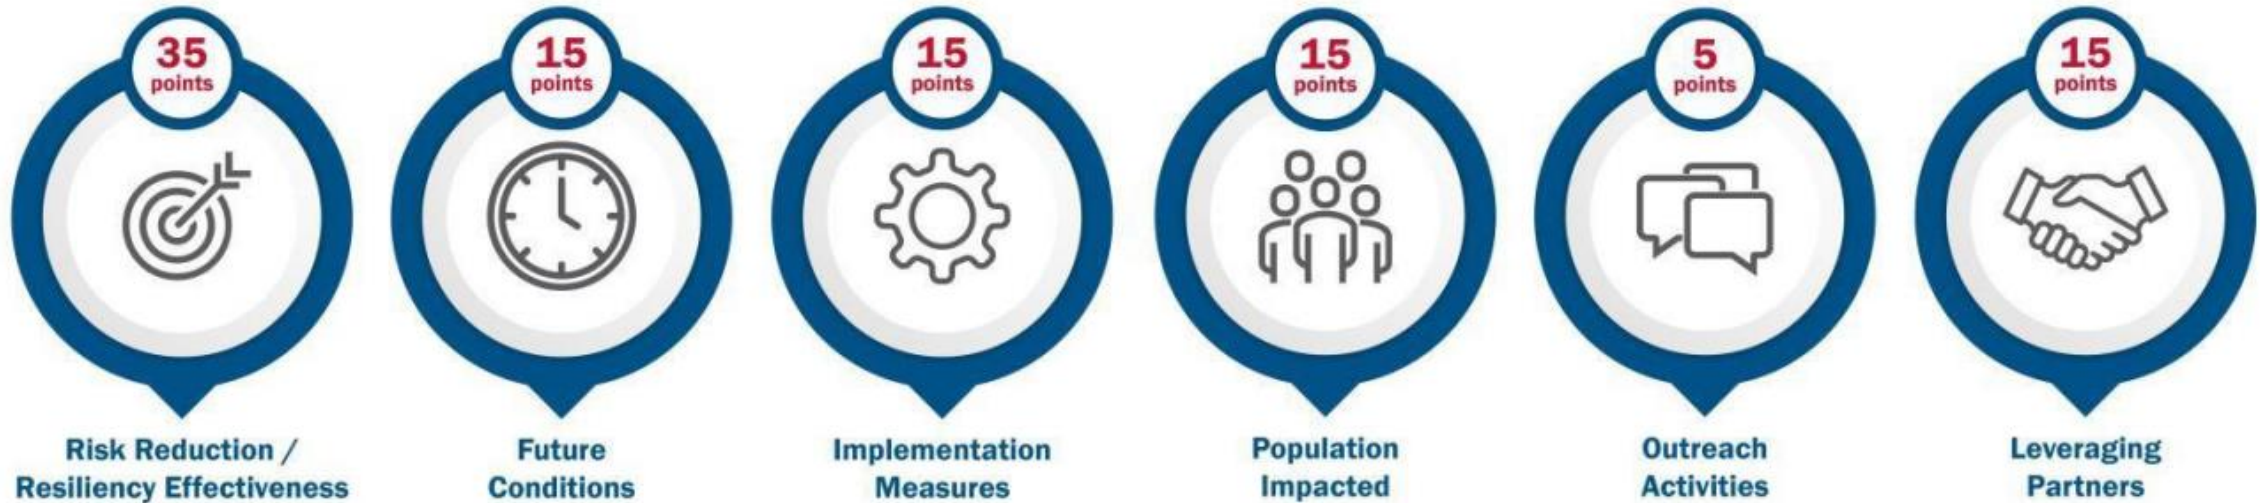 35
points
Risk Reduction /
Resiliency Effectiveness
15
points
Future
Conditions
15
points
Implementation
Measures
15
points
Population
Impacted
5
points
Outreach
Activities
15
points
Leveraging
Partners